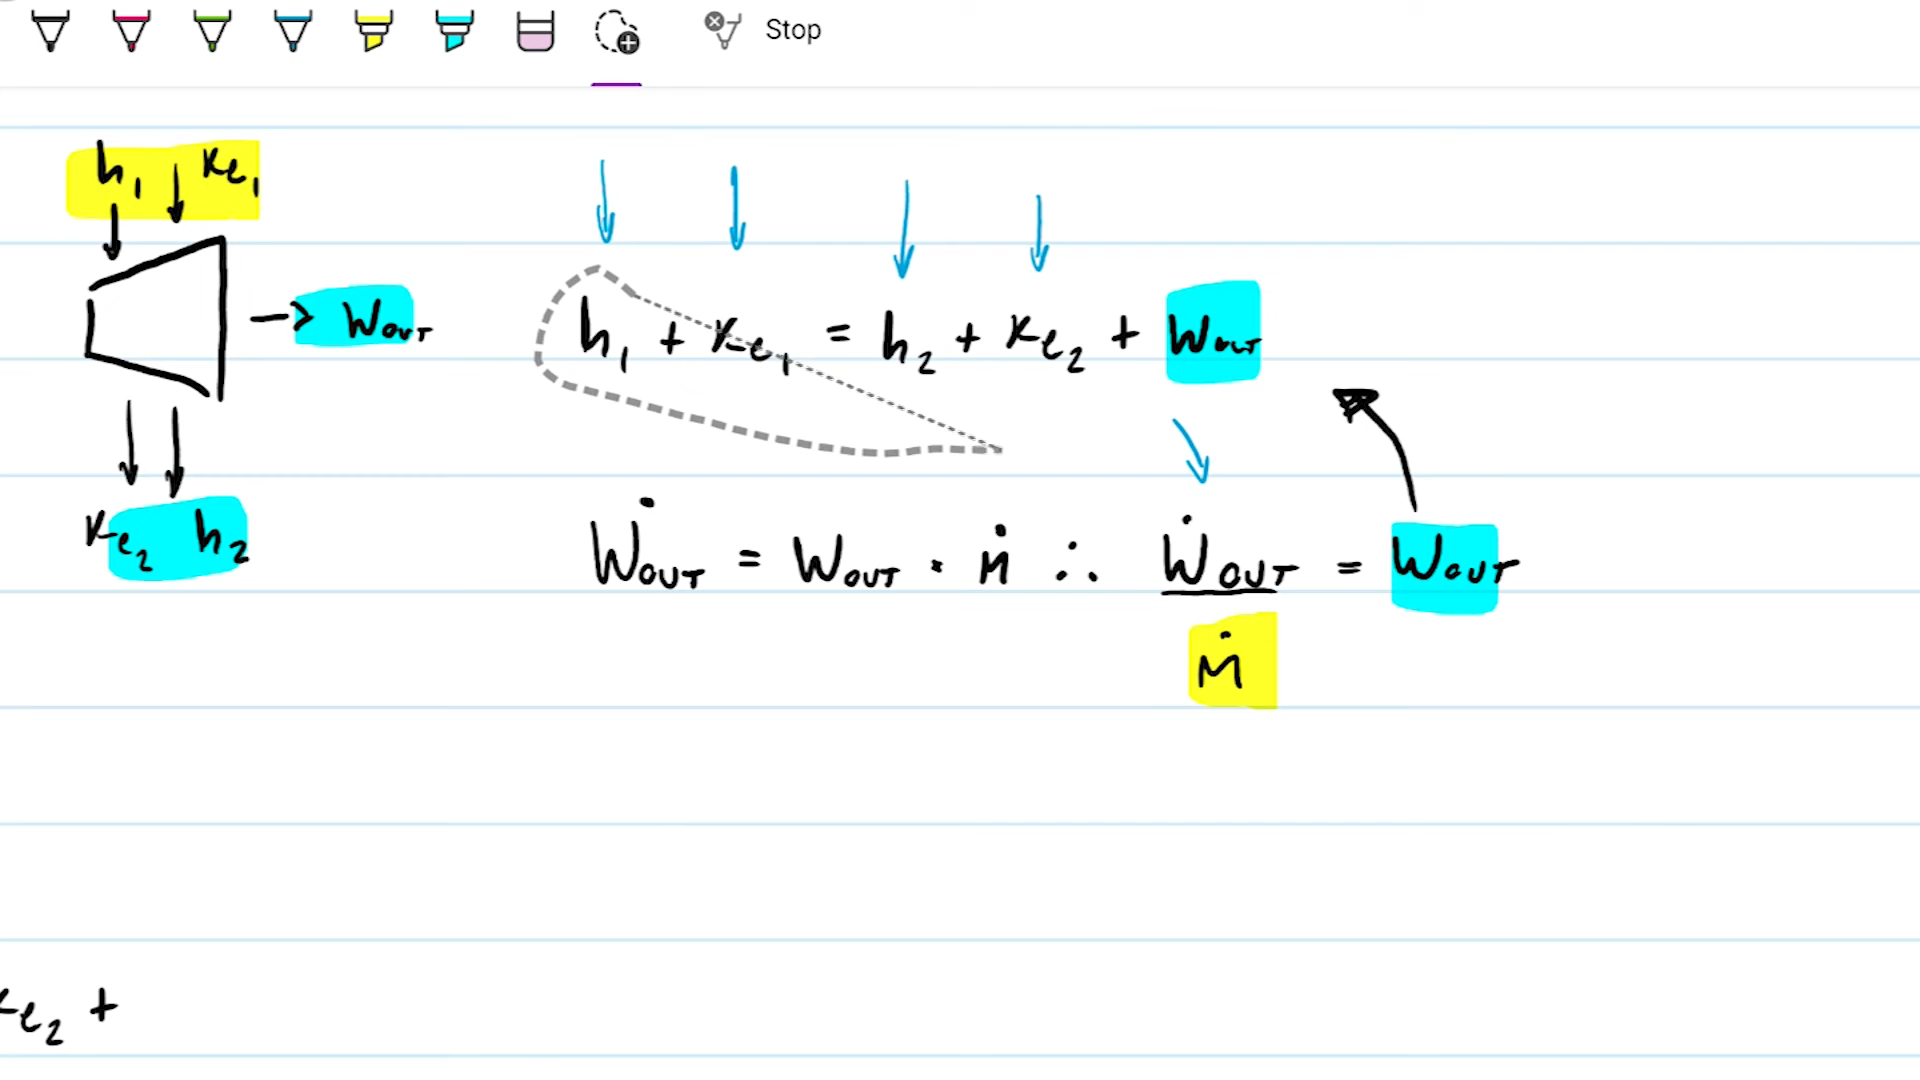 Stop
h₁ Ke₁
→ Wout
Ke₂ h₂
h₁ + Ke₁ = h₂ + Ke₂ + Wout
Ẇout = Wout · ṁ ∴ Ẇout / ṁ = Wout
Ke₂ +